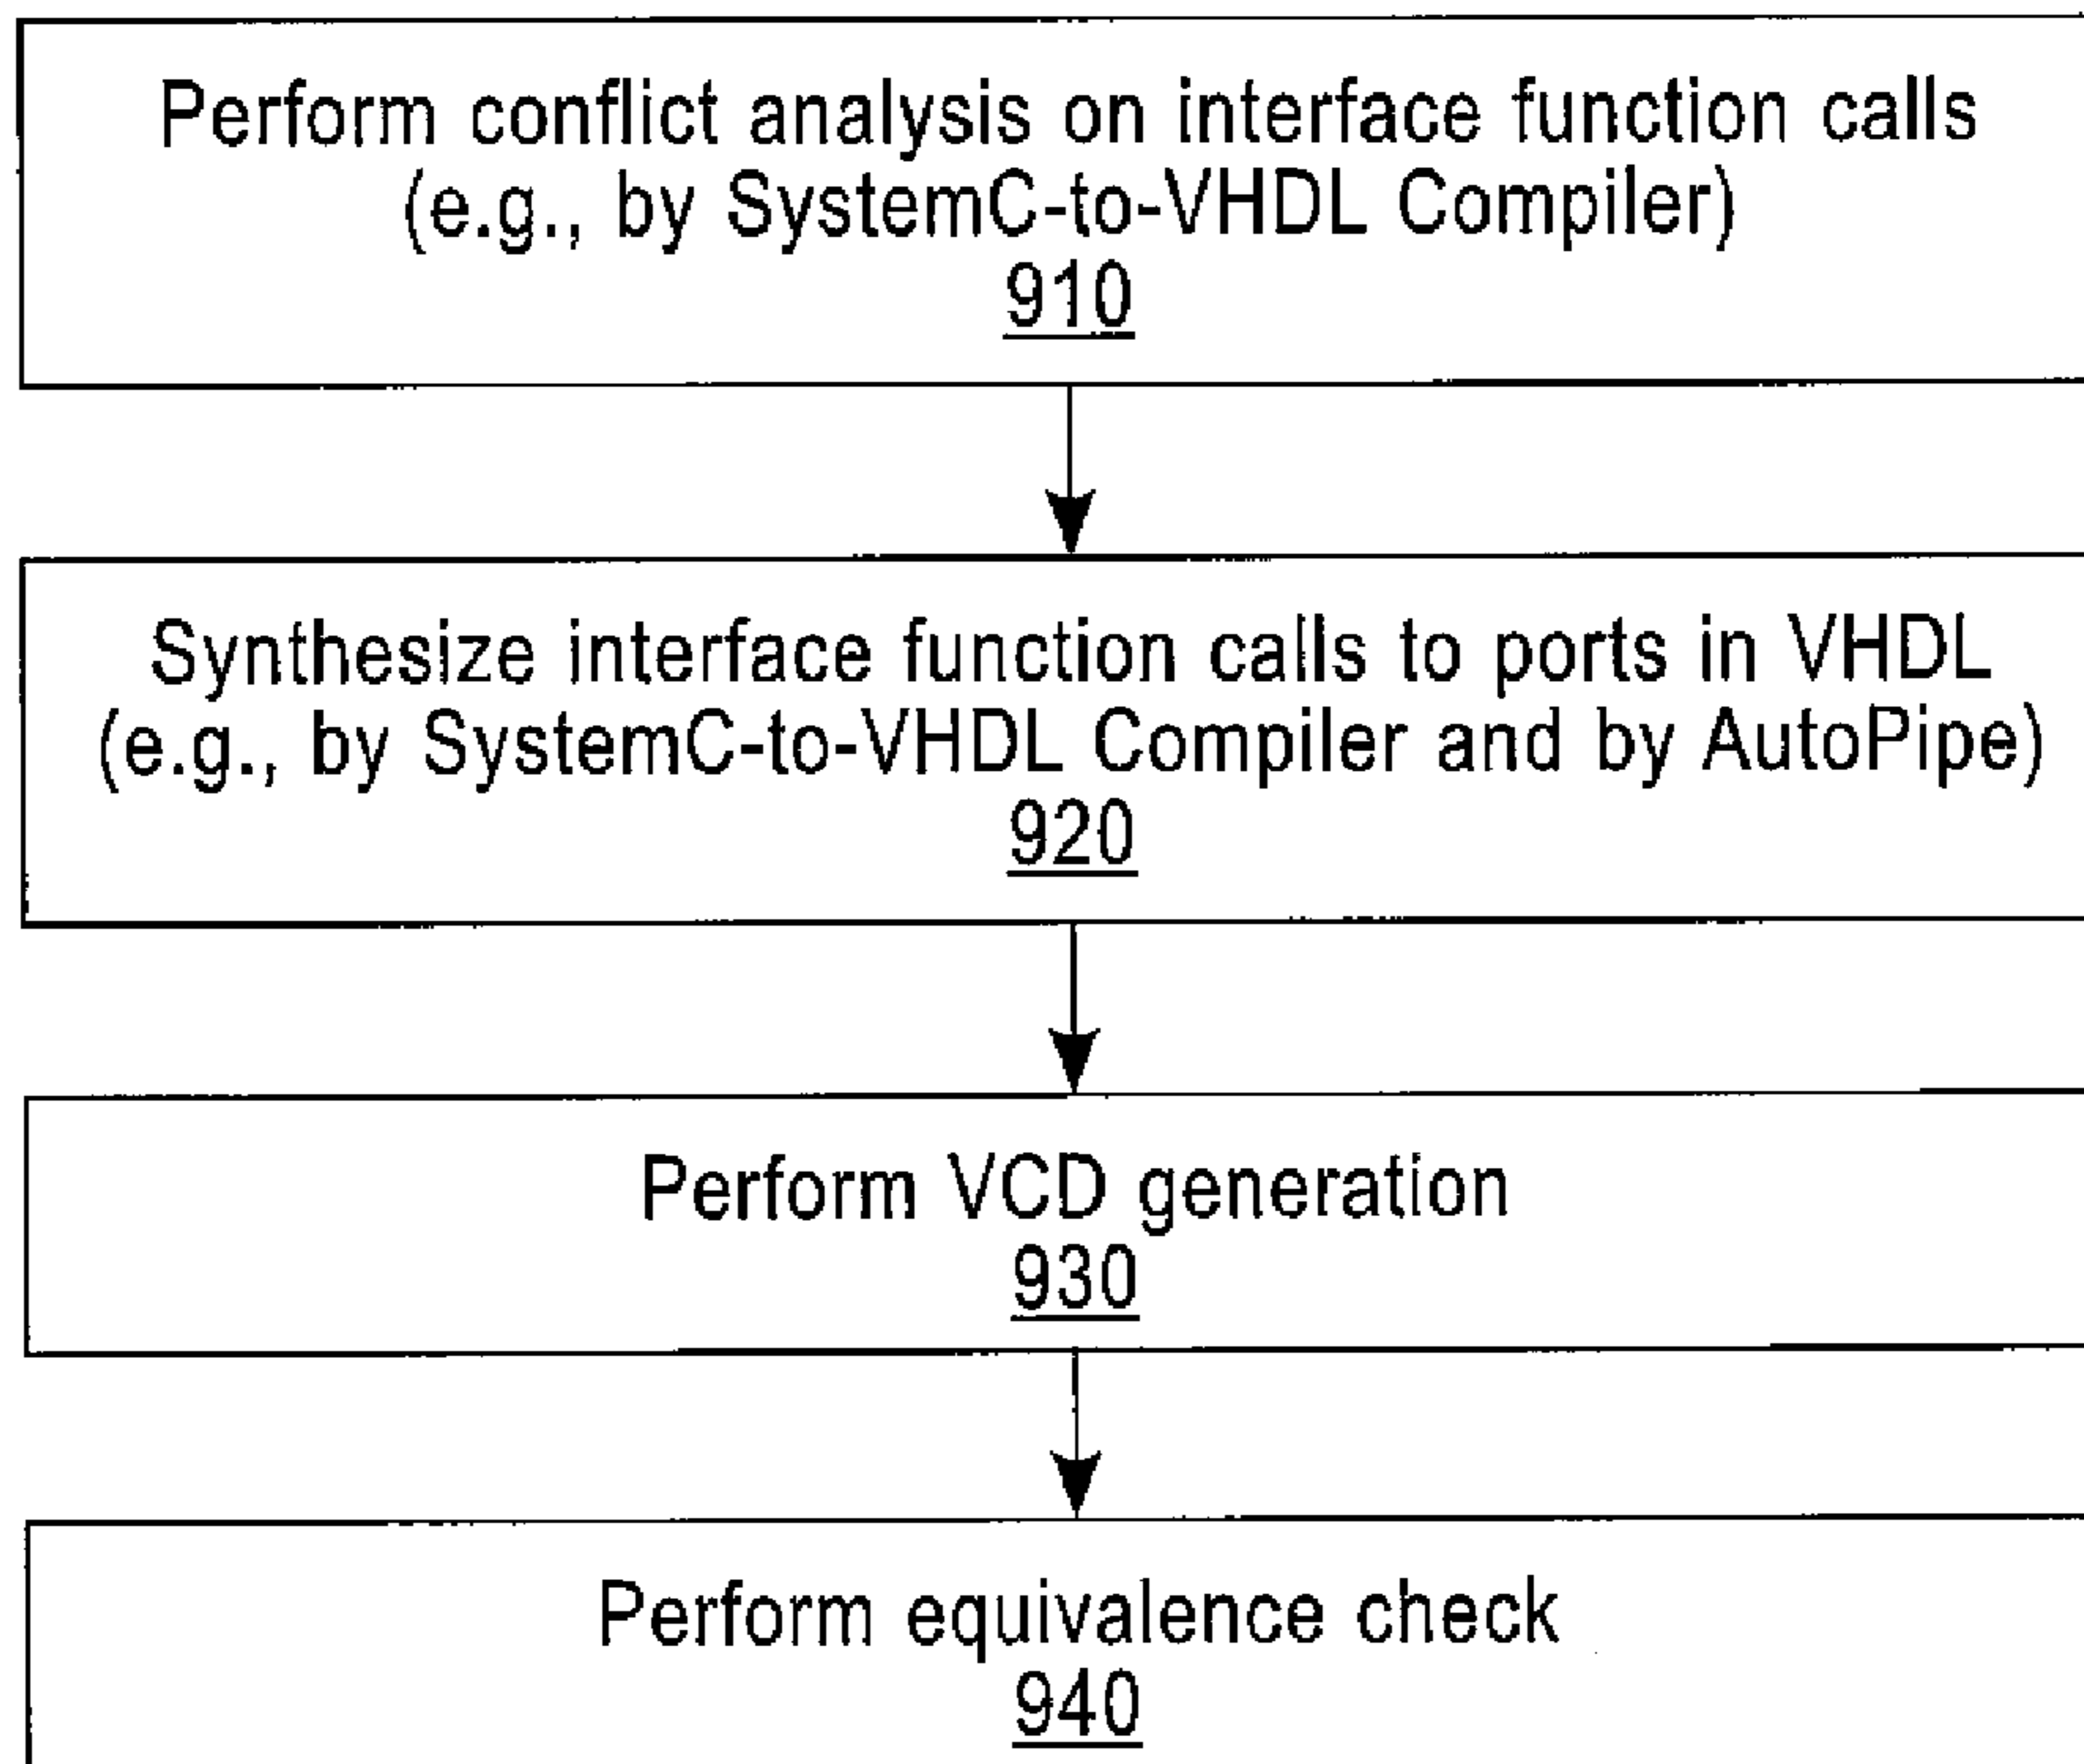 Perform conflict analysis on interface function calls
(e.g., by SystemC-to-VHDL Compiler)
910
Synthesize interface function calls to ports in VHDL
(e.g., by SystemC-to-VHDL Compiler and by AutoPipe)
920
Perform VCD generation
930
Perform equivalence check
940